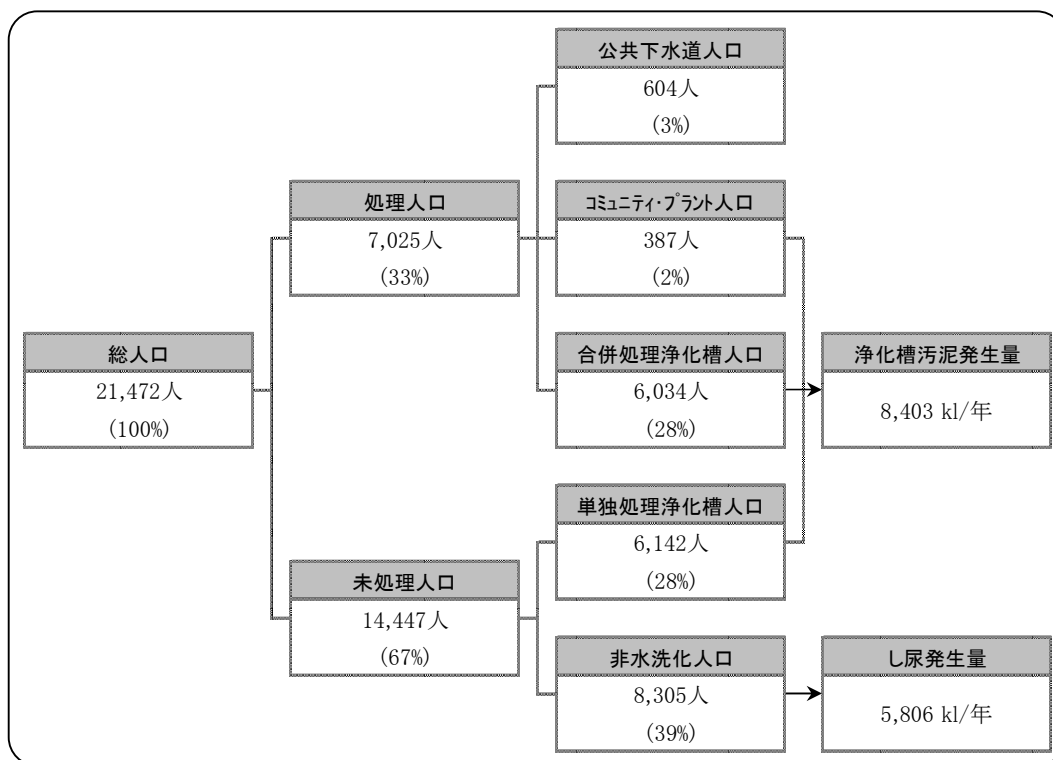 公共下水道人口
604人
(3%)
処理人口
7,025人
(33%)
コミュニティ・プラント人口
387人
(2%)
総人口
21,472人
(100%)
合併処理浄化槽人口
6,034人
(28%)
浄化槽汚泥発生量
8,403 kl/年
単独処理浄化槽人口
6,142人
(28%)
未処理人口
14,447人
(67%)
非水洗化人口
8,305人
(39%)
し尿発生量
5,806 kl/年